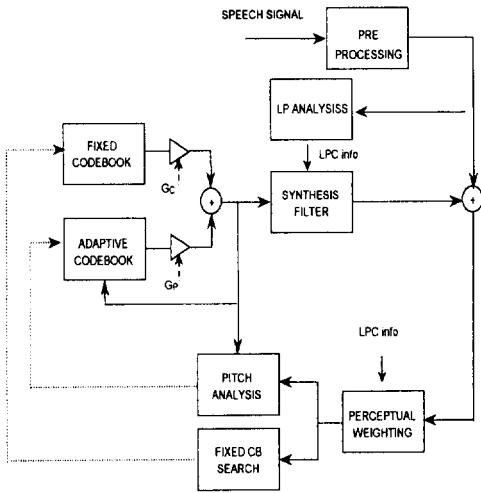 SPEECH SIGNAL
PRE
PROCESSING
LP ANALYSISS
LPC info
FIXED
CODEBOOK
GC
+
SYNTHESIS
FILTER
+
ADAPTIVE
CODEBOOK
GP
LPC info
PITCH
ANALYSIS
PERCEPTUAL
WEIGHTING
FIXED CB
SEARCH